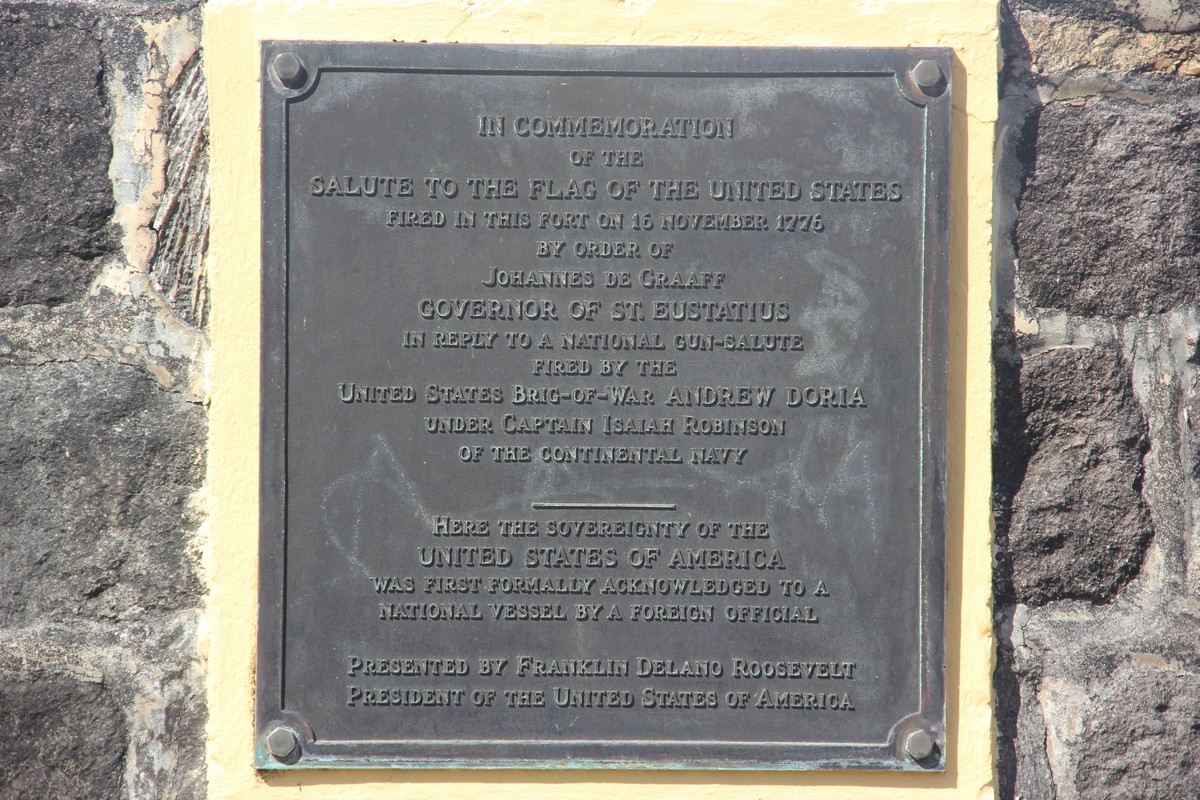 IN COMMEMORATION
OF THE
SALUTE TO THE FLAG OF THE UNITED STATES
FIRED IN THIS FORT ON 16 NOVEMBER 1776
BY ORDER OF
JOHANNES DE GRAAFF
GOVERNOR OF ST. EUSTATIUS
IN REPLY TO A NATIONAL GUN-SALUTE
FIRED BY THE
UNITED STATES BRIG-OF-WAR ANDREW DORIA
UNDER CAPTAIN ISAIAH ROBINSON
OF THE CONTINENTAL NAVY
HERE THE SOVEREIGNTY OF THE
UNITED STATES OF AMERICA
WAS FIRST FORMALLY ACKNOWLEDGED TO A
NATIONAL VESSEL BY A FOREIGN OFFICIAL
PRESENTED BY FRANKLIN DELANO ROOSEVELT
PRESIDENT OF THE UNITED STATES OF AMERICA